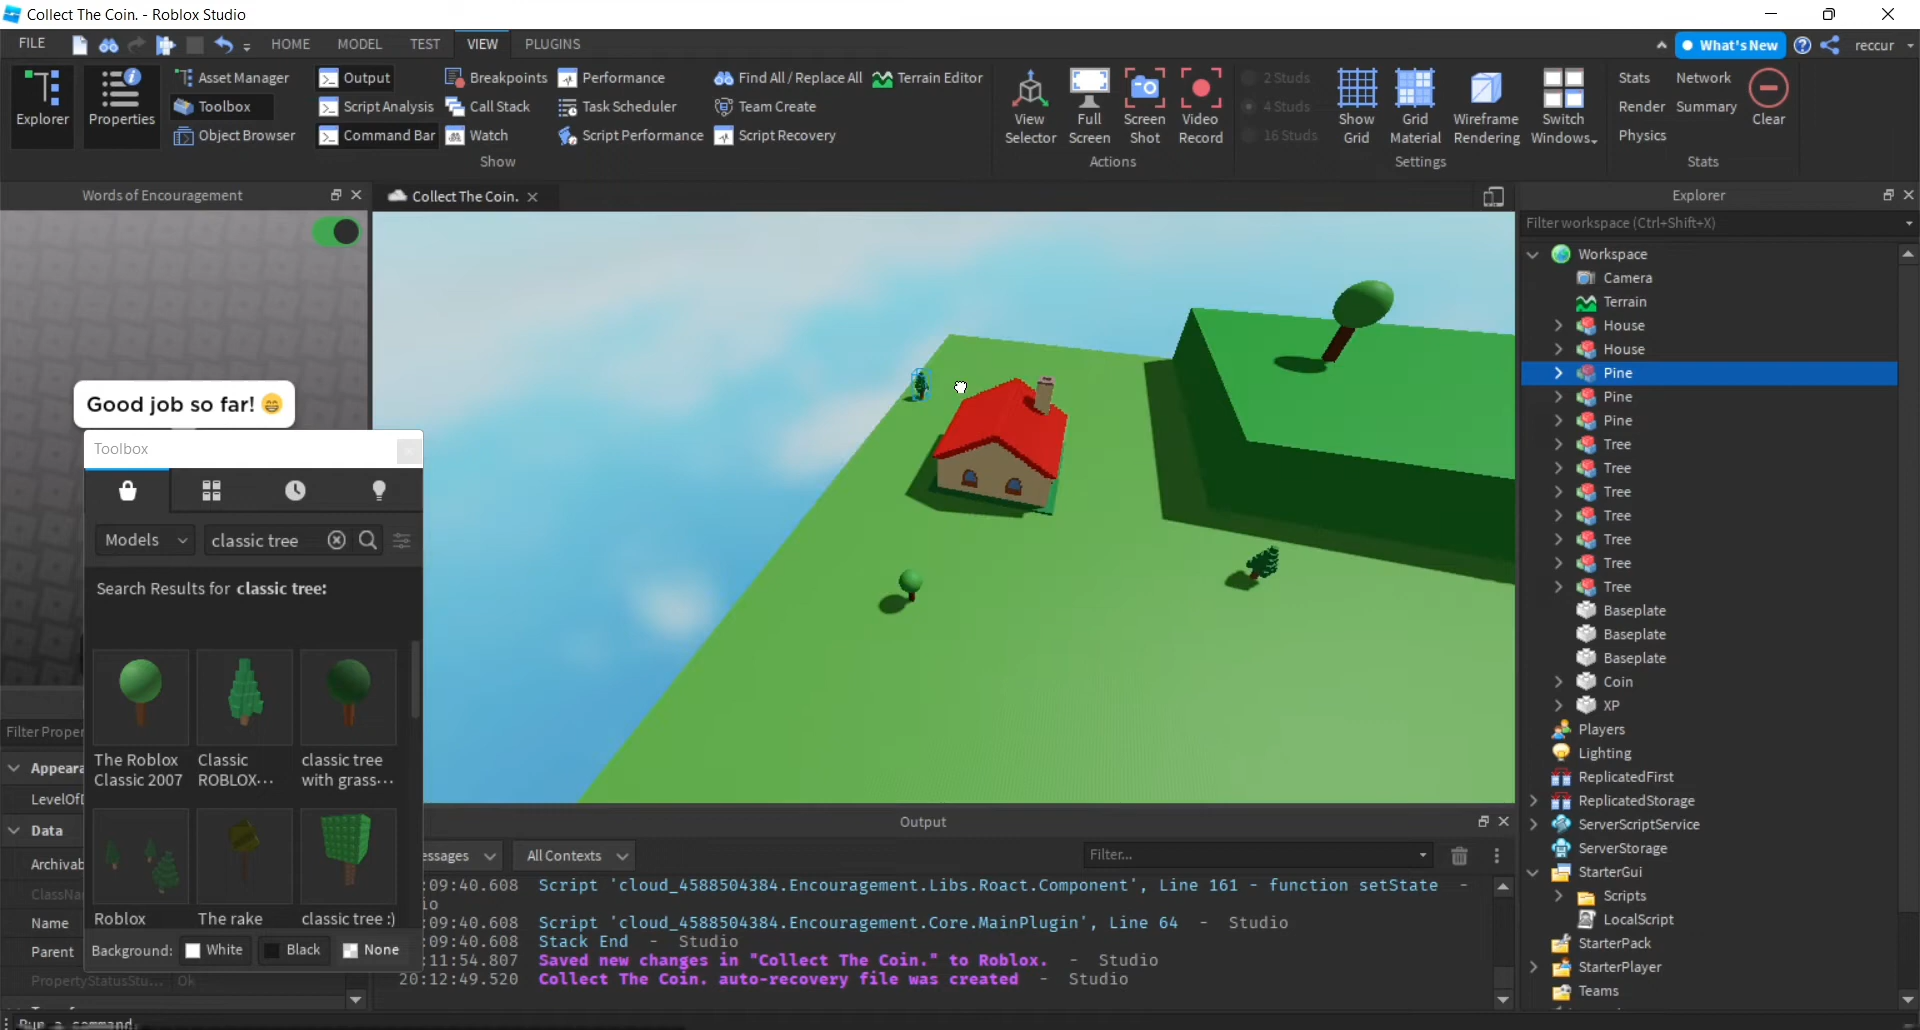 Collect The Coin. - Roblox Studio
FILE HOME MODEL TEST VIEW PLUGINS What's New reccur
Explorer
Properties
Asset Manager
Toolbox
Object Browser
Output
Script Analysis
Command Bar
Breakpoints
Call Stack
Watch
Performance
Task Scheduler
Script Performance
Find All / Replace All
Team Create
Script Recovery
Terrain Editor
Show
View Selector
Full Screen
Screen Shot
Video Record
Actions
2 Studs
4 Studs
16 Studs
Show Grid
Grid Material
Wireframe Rendering
Switch Windows
Settings
Stats Network
Render Summary
Physics
Clear
Stats
Words of Encouragement
Collect The Coin.
Good job so far! 😁
Toolbox
Models classic tree
Search Results for classic tree:
The Roblox
Classic 2007
Classic
ROBLOX...
classic tree
with grass...
Roblox
The rake
classic tree :)
Background: White Black None
Filter Proper
Appeara
LevelOfD
Data
Archivab
ClassNa
Name
Parent
PropertyStatusStu... Ok
Run a command
Output
essages All Contexts Filter...
:09:40.608 Script 'cloud_4588504384.Encouragement.Libs.Roact.Component', Line 161 - function setState -
io
:09:40.608 Script 'cloud_4588504384.Encouragement.Core.MainPlugin', Line 64 - Studio
:09:40.608 Stack End - Studio
:11:54.807 Saved new changes in "Collect The Coin." to Roblox. - Studio
20:12:49.520 Collect The Coin. auto-recovery file was created - Studio
Explorer
Filter workspace (Ctrl+Shift+X)
Workspace
Camera
Terrain
House
House
Pine
Pine
Pine
Tree
Tree
Tree
Tree
Tree
Tree
Tree
Baseplate
Baseplate
Baseplate
Coin
XP
Players
Lighting
ReplicatedFirst
ReplicatedStorage
ServerScriptService
ServerStorage
StarterGui
Scripts
LocalScript
StarterPack
StarterPlayer
Teams